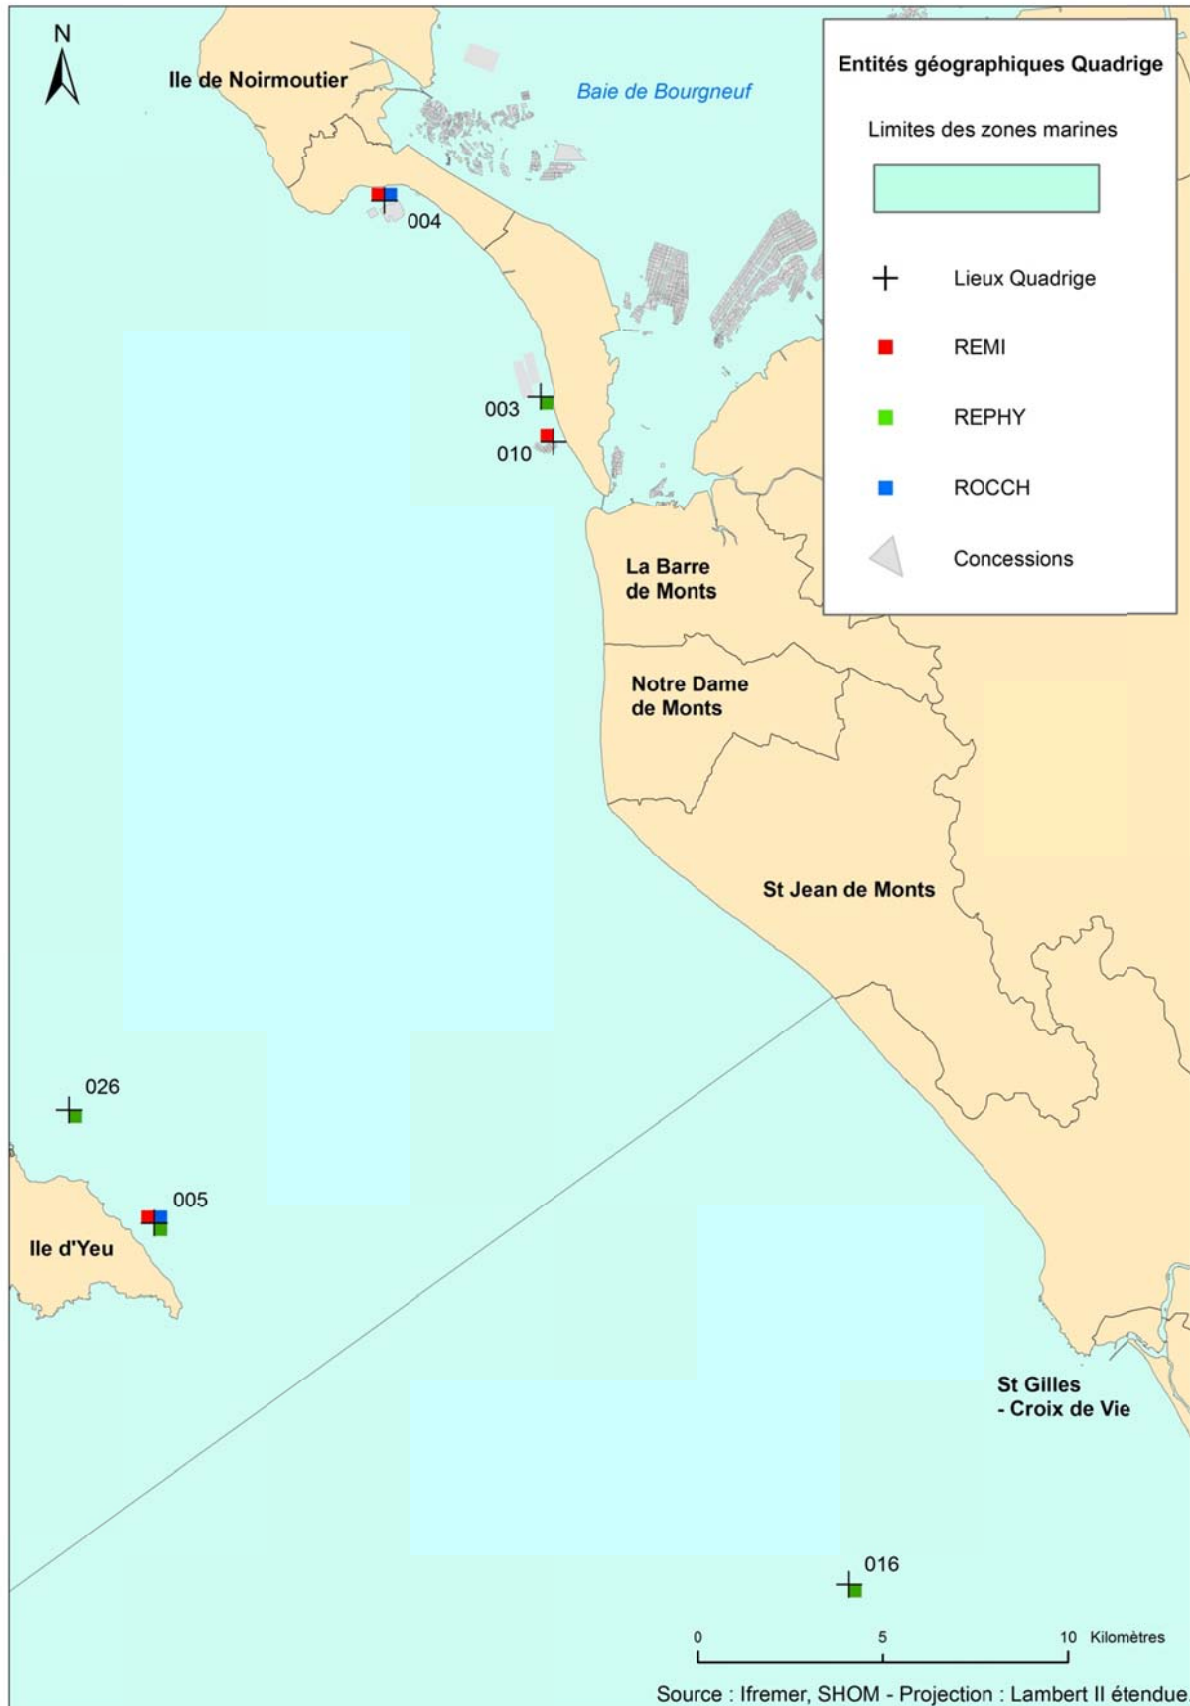 N
Ile de Noirmoutier
Baie de Bourgneuf
004
003
010
La Barre
de Monts
Notre Dame
de Monts
St Jean de Monts
026
005
Ile d'Yeu
St Gilles
- Croix de Vie
016
Entités géographiques Quadrige
Limites des zones marines
Lieux Quadrige
REMI
REPHY
ROCCH
Concessions
0 5 10 Kilomètres
Source : Ifremer, SHOM - Projection : Lambert II étendue